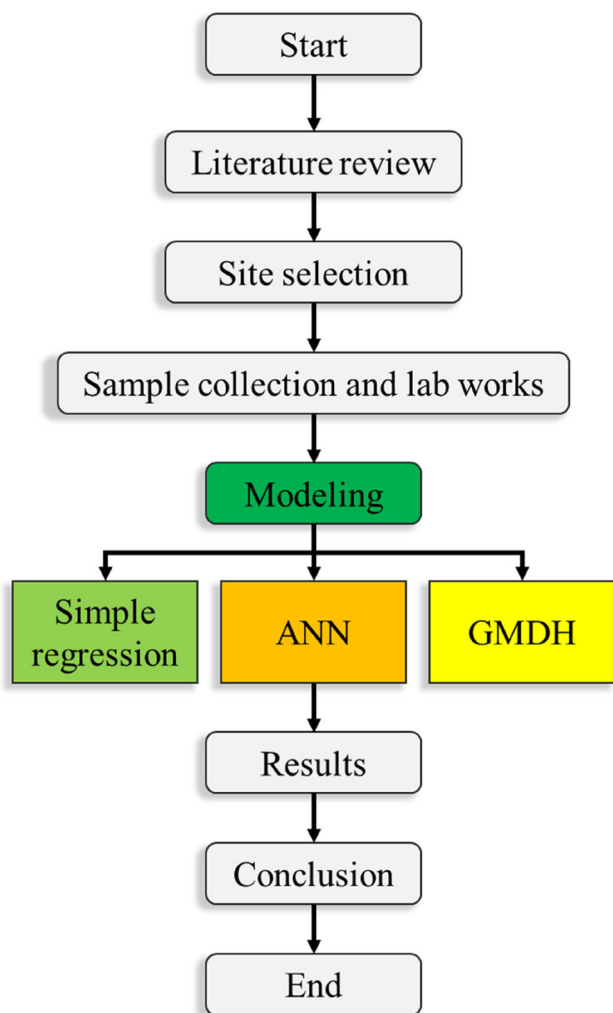 Start
Literature review
Site selection
Sample collection and lab works
Modeling
Simple
regression
ANN
GMDH
Results
Conclusion
End